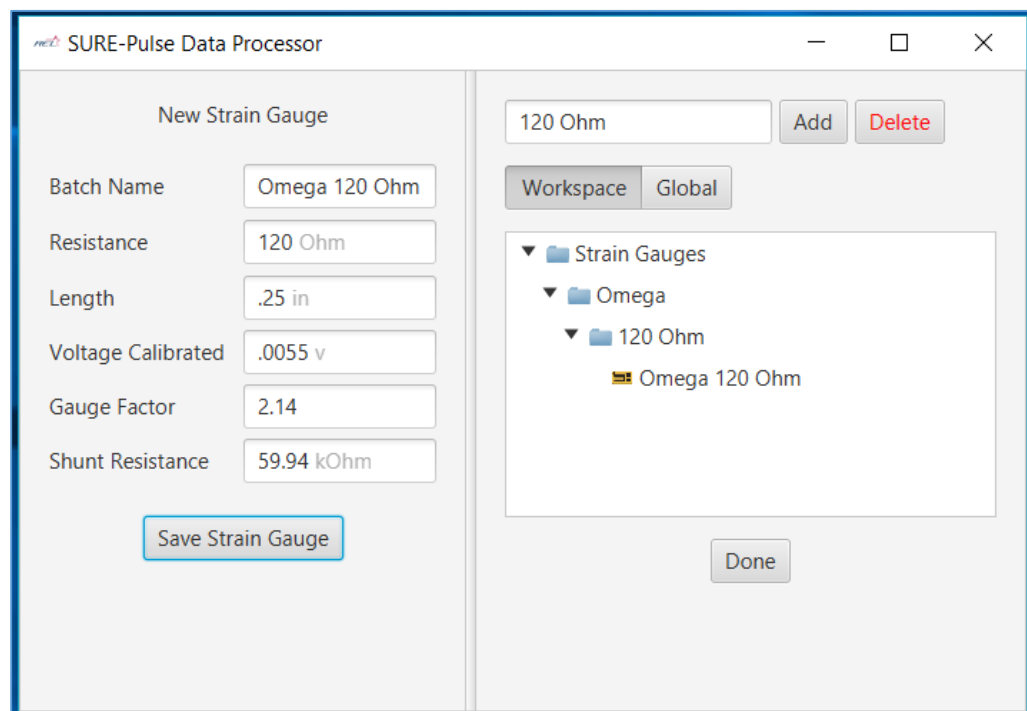 SURE-Pulse Data Processor
New Strain Gauge
Batch Name Omega 120 Ohm
Resistance 120 Ohm
Length .25 in
Voltage Calibrated .0055 v
Gauge Factor 2.14
Shunt Resistance 59.94 kOhm
Save Strain Gauge
120 Ohm Add Delete
Workspace Global
Strain Gauges
Omega
120 Ohm
Omega 120 Ohm
Done